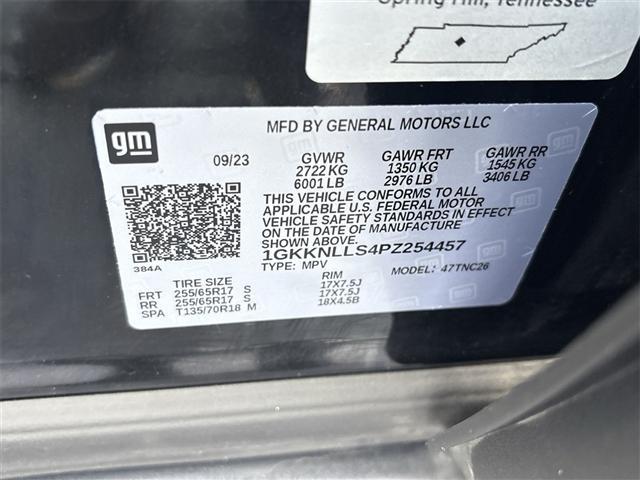 Spring Hill, Tennessee
gm
MFD BY GENERAL MOTORS LLC
09/23
GVWR GAWR FRT GAWR RR
2722 KG 1350 KG 1545 KG
6001 LB 2976 LB 3406 LB
THIS VEHICLE CONFORMS TO ALL
APPLICABLE U.S. FEDERAL MOTOR
VEHICLE SAFETY STANDARDS IN EFFECT
ON THE DATE OF MANUFACTURE
SHOWN ABOVE.
1GKKNLLS4PZ254457
384A
TYPE: MPV MODEL: 47TNC26
TIRE SIZE RIM
FRT 255/65R17 S 17X7.5J
RR 255/65R17 S 17X7.5J
SPA T135/70R18 M 18X4.5B